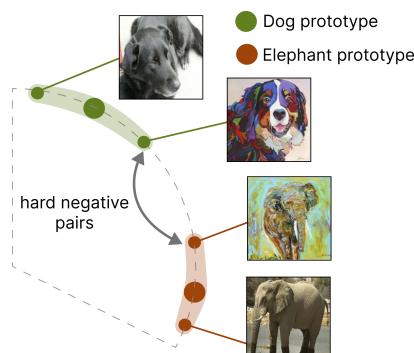 Dog prototype
Elephant prototype
hard negative
pairs